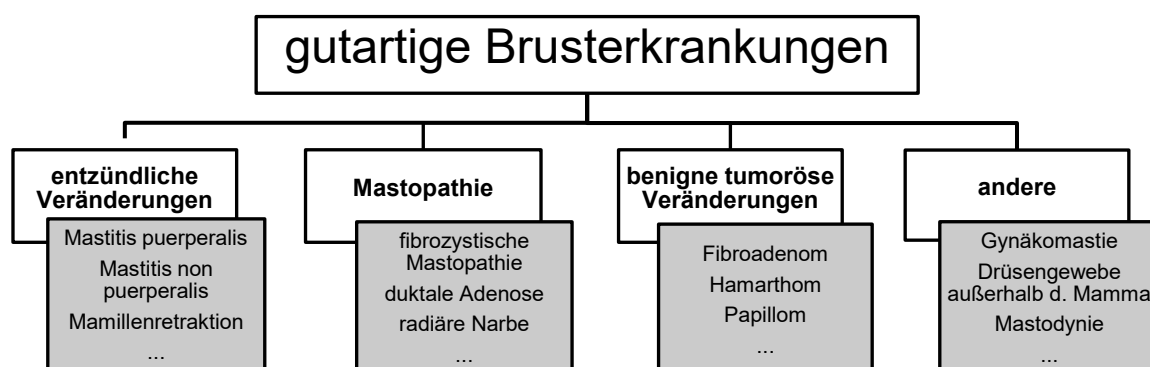 gutartige Brusterkrankungen
entzündliche
Veränderungen
Mastitis puerperalis
Mastitis non
puerperalis
Mamillenretraktion
...
Mastopathie
fibrozystische
Mastopathie
duktale Adenose
radiäre Narbe
...
benigne tumoröse
Veränderungen
Fibroadenom
Hamarthom
Papillom
...
andere
Gynäkomastie
Drüsengewebe
außerhalb d. Mamma
Mastodynie
...